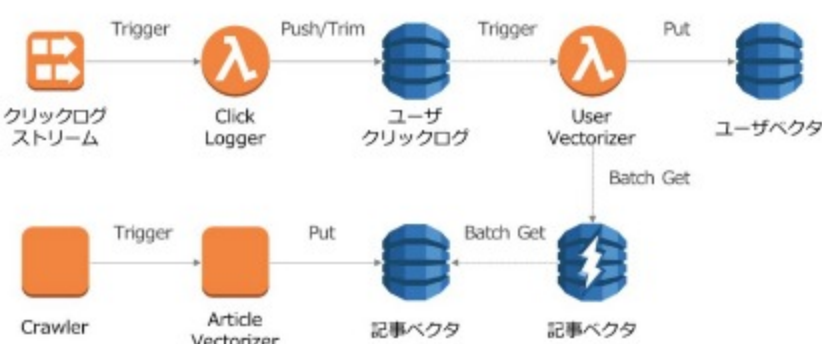 Trigger
Push/Trim
Trigger
Put
クリックログ
ストリーム
Click
Logger
ユーザ
クリックログ
User
Vectorizer
ユーザベクタ
Batch Get
Trigger
Put
Batch Get
Crawler
Article
Vectorizer
記事ベクタ
記事ベクタ